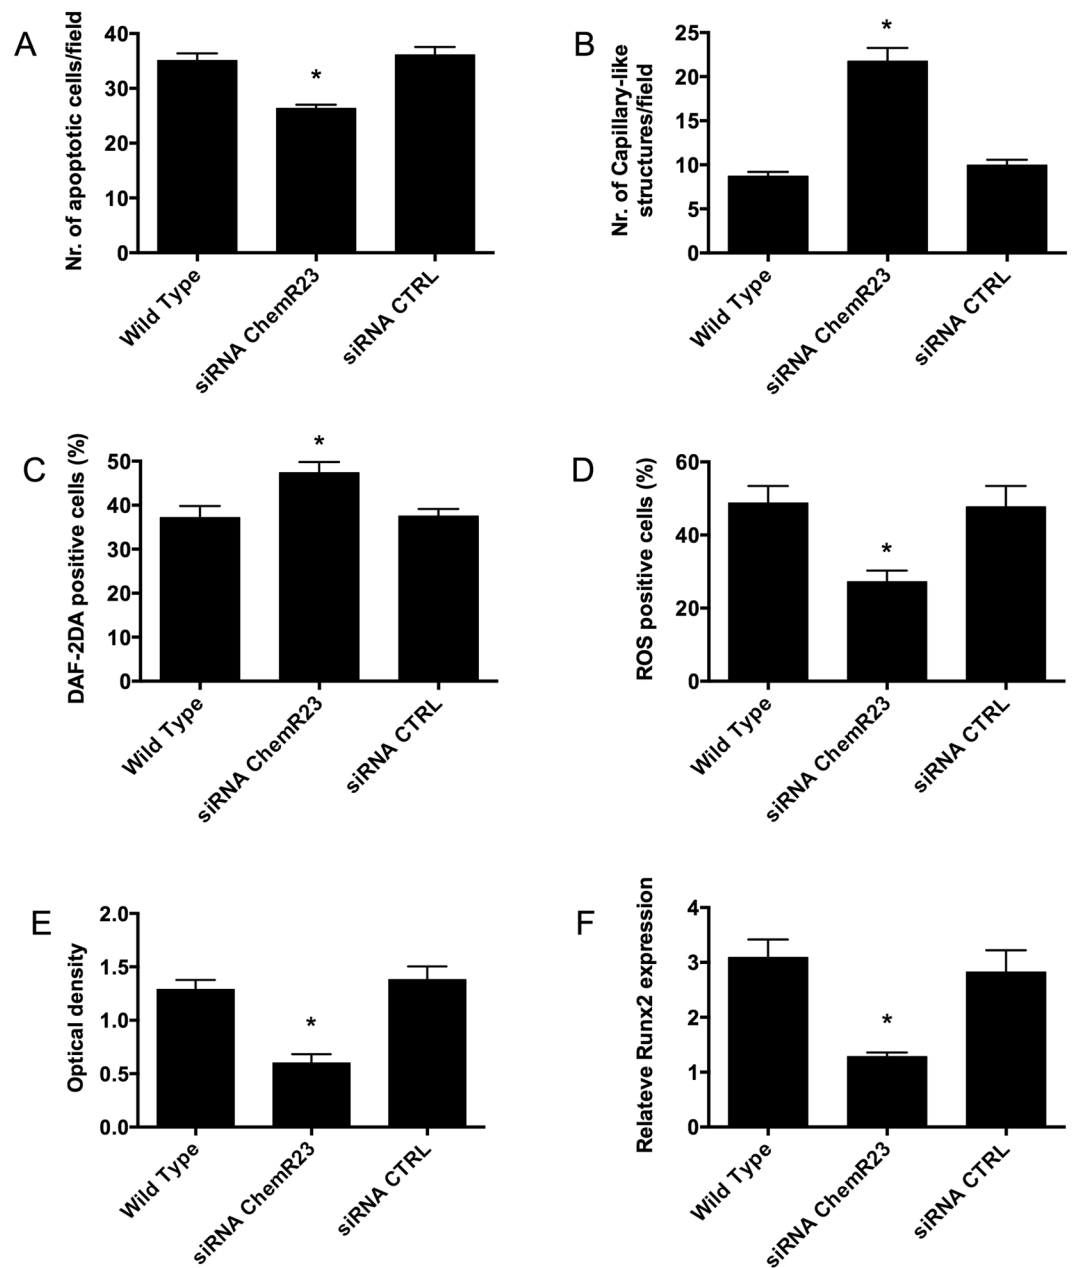 A
Nr. of apoptotic cells/field
40
30
20
10
0
*
Wild Type
siRNA ChemR23
siRNA CTRL
B
Nr. of Capillary-like
structures/field
25
20
15
10
5
0
*
Wild Type
siRNA ChemR23
siRNA CTRL
C
DAF-2DA positive cells (%)
50
40
30
20
10
0
*
Wild Type
siRNA ChemR23
siRNA CTRL
D
ROS positive cells (%)
60
40
20
0
*
Wild Type
siRNA ChemR23
siRNA CTRL
E
Optical density
2.0
1.5
1.0
0.5
0.0
*
Wild Type
siRNA ChemR23
siRNA CTRL
F
Relateve Runx2 expression
4
3
2
1
0
*
Wild Type
siRNA ChemR23
siRNA CTRL